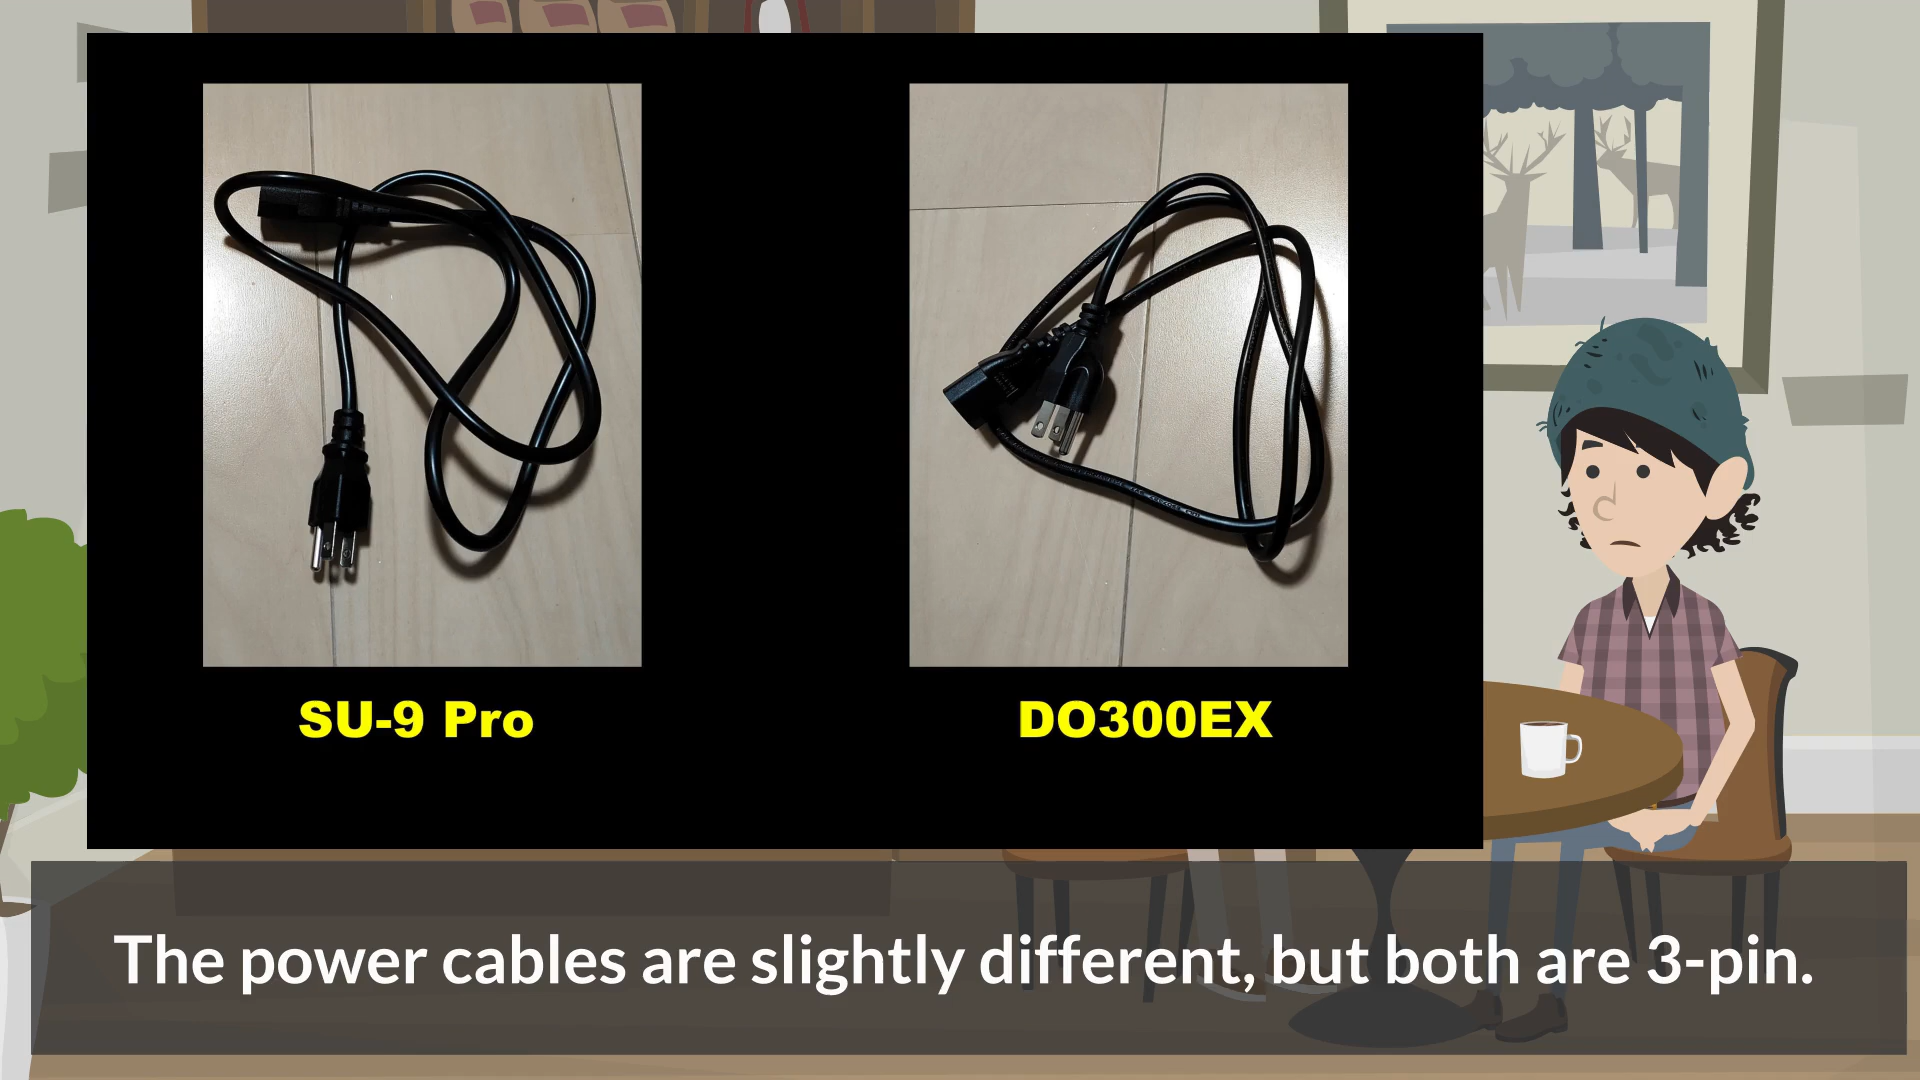 SU-9 Pro
DO300EX
The power cables are slightly different, but both are 3-pin.